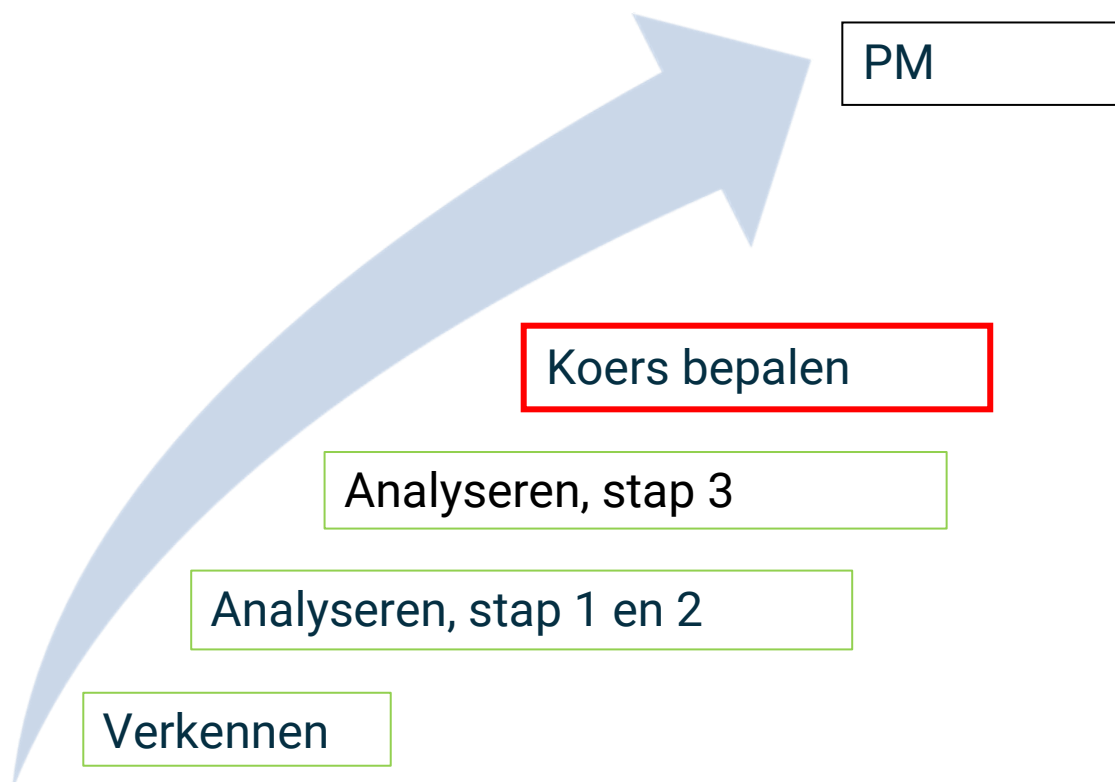 PM
Koers bepalen
Analyseren, stap 3
Analyseren, stap 1 en 2
Verkennen